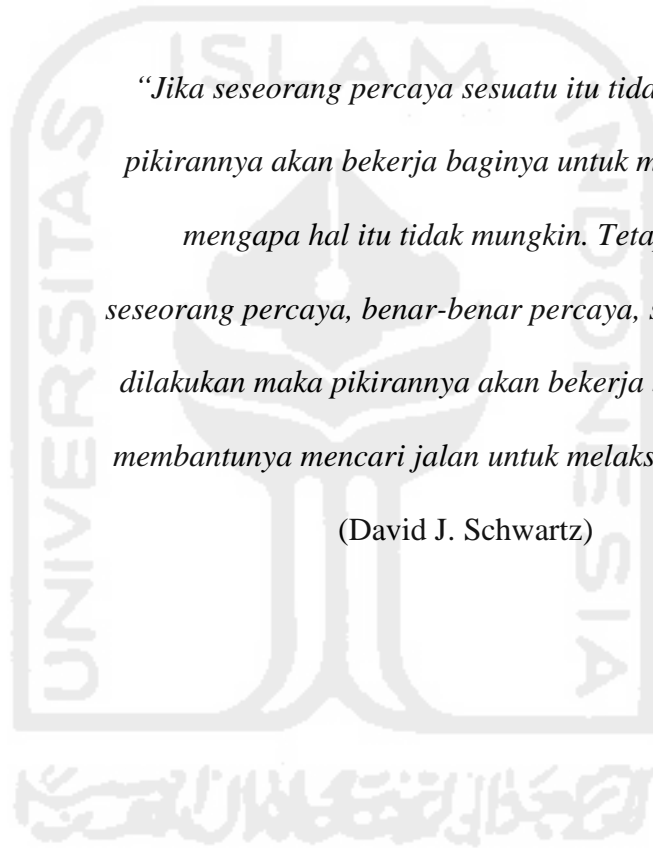 ISLAM
UNIVERSITAS
INDONESIA
“Jika seseorang percaya sesuatu itu
pikirannya akan bekerja baginya untuk
mengapa hal itu tidak mungkin.
seseorang percaya, benar-benar percaya,
dilakukan maka pikirannya akan bekerja
membantunya mencari jalan untuk
(David J. Schwartz)